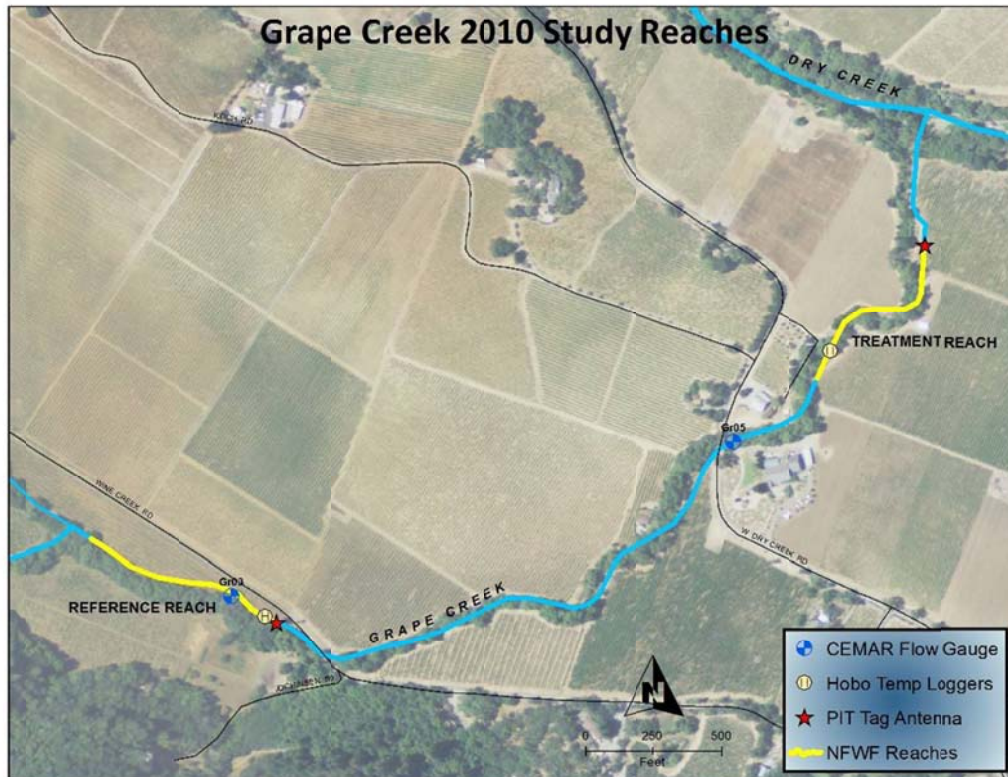 Grape Creek 2010 Study Reaches
DRY CREEK
TREATMENT REACH
Gr05
WINE CREEK RD
W DRY CREEK RD
Gr03
REFERENCE REACH
GRAPE CREEK
N
CEMAR Flow Gauge
Hobo Temp Loggers
PIT Tag Antenna
NFWF Reaches
0 250 500
Feet